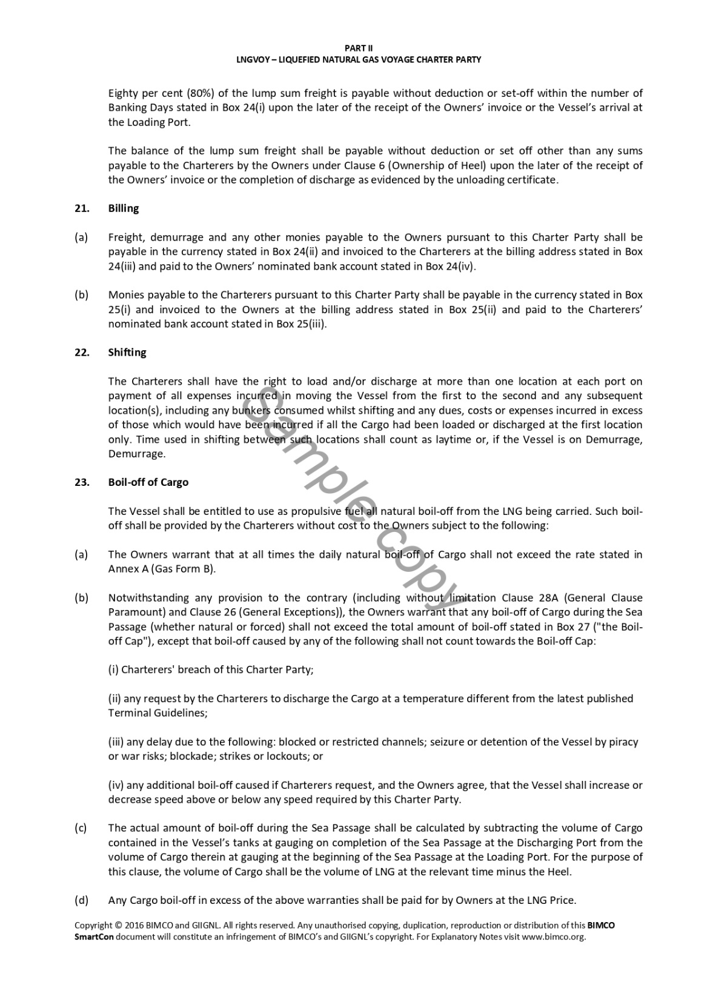 PART II
LNGVOY – LIQUEFIED NATURAL GAS VOYAGE CHARTER PARTY
Eighty per cent (80%) of the lump sum freight is payable without deduction or set-off within the number of
Banking Days stated in Box 24(i) upon the later of the receipt of the Owners’ invoice or the Vessel’s arrival at
the Loading Port.
The balance of the lump sum freight shall be payable without deduction or set off other than any sums
payable to the Charterers by the Owners under Clause 6 (Ownership of Heel) upon the later of the receipt of
the Owners’ invoice or the completion of discharge as evidenced by the unloading certificate.
21. Billing
(a) Freight, demurrage and any other monies payable to the Owners pursuant to this Charter Party shall be
payable in the currency stated in Box 24(ii) and invoiced to the Charterers at the billing address stated in Box
24(iii) and paid to the Owners’ nominated bank account stated in Box 24(iv).
(b) Monies payable to the Charterers pursuant to this Charter Party shall be payable in the currency stated in Box
25(i) and invoiced to the Owners at the billing address stated in Box 25(ii) and paid to the Charterers’
nominated bank account stated in Box 25(iii).
22. Shifting
The Charterers shall have the right to load and/or discharge at more than one location at each port on
payment of all expenses incurred in moving the Vessel from the first to the second and any subsequent
location(s), including any bunkers consumed whilst shifting and any dues, costs or expenses incurred in excess
of those which would have been incurred if all the Cargo had been loaded or discharged at the first location
only. Time used in shifting between such locations shall count as laytime or, if the Vessel is on Demurrage,
Demurrage.
23. Boil-off of Cargo
The Vessel shall be entitled to use as propulsive fuel all natural boil-off from the LNG being carried. Such boil-
off shall be provided by the Charterers without cost to the Owners subject to the following:
(a) The Owners warrant that at all times the daily natural boil-off of Cargo shall not exceed the rate stated in
Annex A (Gas Form B).
(b) Notwithstanding any provision to the contrary (including without limitation Clause 28A (General Clause
Paramount) and Clause 26 (General Exceptions)), the Owners warrant that any boil-off of Cargo during the Sea
Passage (whether natural or forced) shall not exceed the total amount of boil-off stated in Box 27 ("the Boil-
off Cap"), except that boil-off caused by any of the following shall not count towards the Boil-off Cap:
(i) Charterers' breach of this Charter Party;
(ii) any request by the Charterers to discharge the Cargo at a temperature different from the latest published
Terminal Guidelines;
(iii) any delay due to the following: blocked or restricted channels; seizure or detention of the Vessel by piracy
or war risks; blockade; strikes or lockouts; or
(iv) any additional boil-off caused if Charterers request, and the Owners agree, that the Vessel shall increase or
decrease speed above or below any speed required by this Charter Party.
(c) The actual amount of boil-off during the Sea Passage shall be calculated by subtracting the volume of Cargo
contained in the Vessel’s tanks at gauging on completion of the Sea Passage at the Discharging Port from the
volume of Cargo therein at gauging at the beginning of the Sea Passage at the Loading Port. For the purpose of
this clause, the volume of Cargo shall be the volume of LNG at the relevant time minus the Heel.
(d) Any Cargo boil-off in excess of the above warranties shall be paid for by Owners at the LNG Price.
Copyright © 2016 BIMCO and GIIGNL. All rights reserved. Any unauthorised copying, duplication, reproduction or distribution of this BIMCO
SmartCon document will constitute an infringement of BIMCO’s and GIIGNL’s copyright. For Explanatory Notes visit www.bimco.org.
Sample copy